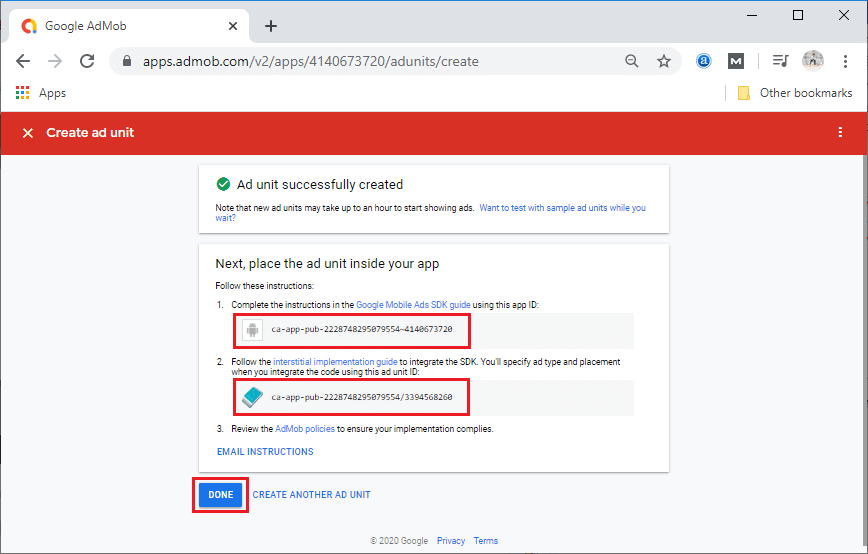 Google AdMob
apps.admob.com/v2/apps/4140673720/adunits/create
Apps
Other bookmarks
Create ad unit
Ad unit successfully created
Note that new ad units may take up to an hour to start showing ads. Want to test with sample ad units while you
wait?
Next, place the ad unit inside your app
Follow these instructions:
1. Complete the instructions in the Google Mobile Ads SDK guide using this app ID:
ca-app-pub-2228748295079554~4140673720
2. Follow the interstitial implementation guide to integrate the SDK. You'll specify ad type and placement
when you integrate the code using this ad unit ID:
ca-app-pub-2228748295079554/3394568260
3. Review the AdMob policies to ensure your implementation complies.
EMAIL INSTRUCTIONS
DONE CREATE ANOTHER AD UNIT
© 2020 Google Privacy Terms